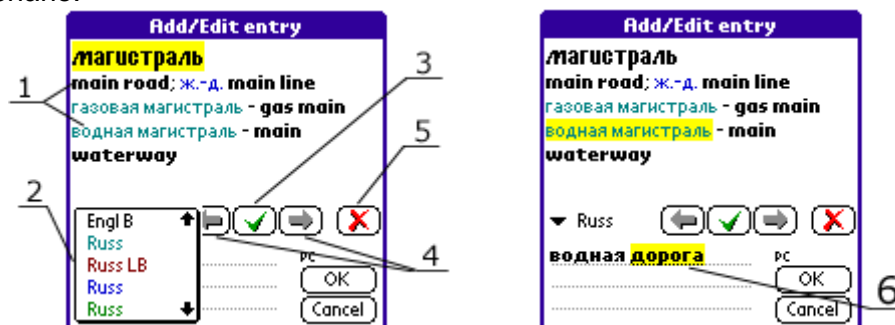 Add/Edit entry
магистраль
main road; ж.-д. main line
газовая магистраль - gas main
водная магистраль - main
waterway
1
2
3
4
5
Engl B
Russ
Russ LB
Russ
Russ
PC
OK
Cancel
Add/Edit entry
магистраль
main road; ж.-д. main line
газовая магистраль - gas main
водная магистраль - main
waterway
Russ
водная дорога
PC
OK
Cancel
6